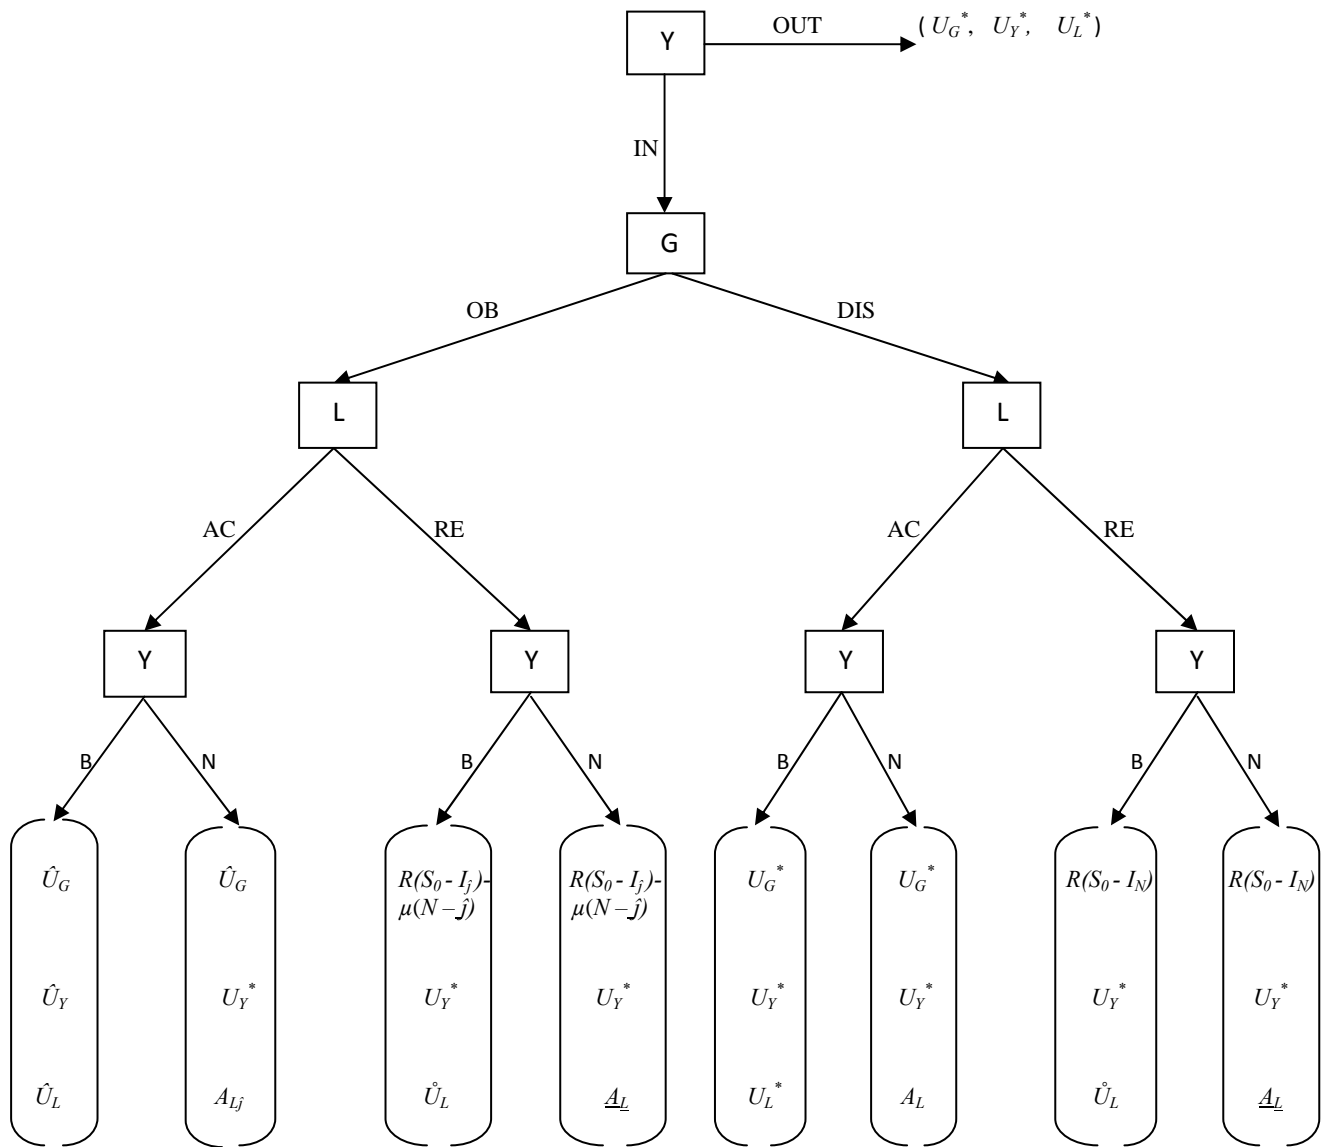 Y OUT (U_G*, U_Y*, U_L*)
IN
G
OB DIS
L L
AC RE AC RE
Y Y Y Y
B N B N B N B N
Û_G Û_G R(S_0 - I_j)- R(S_0 - I_j)- U_G* U_G* R(S_0 - I_N) R(S_0 - I_N)
μ(N – ĵ) μ(N – ĵ)
Û_Y U_Y* U_Y* U_Y* U_Y* U_Y* U_Y* U_Y*
Û_L A_Lj Ů_L A_L U_L* A_L Ů_L A_L